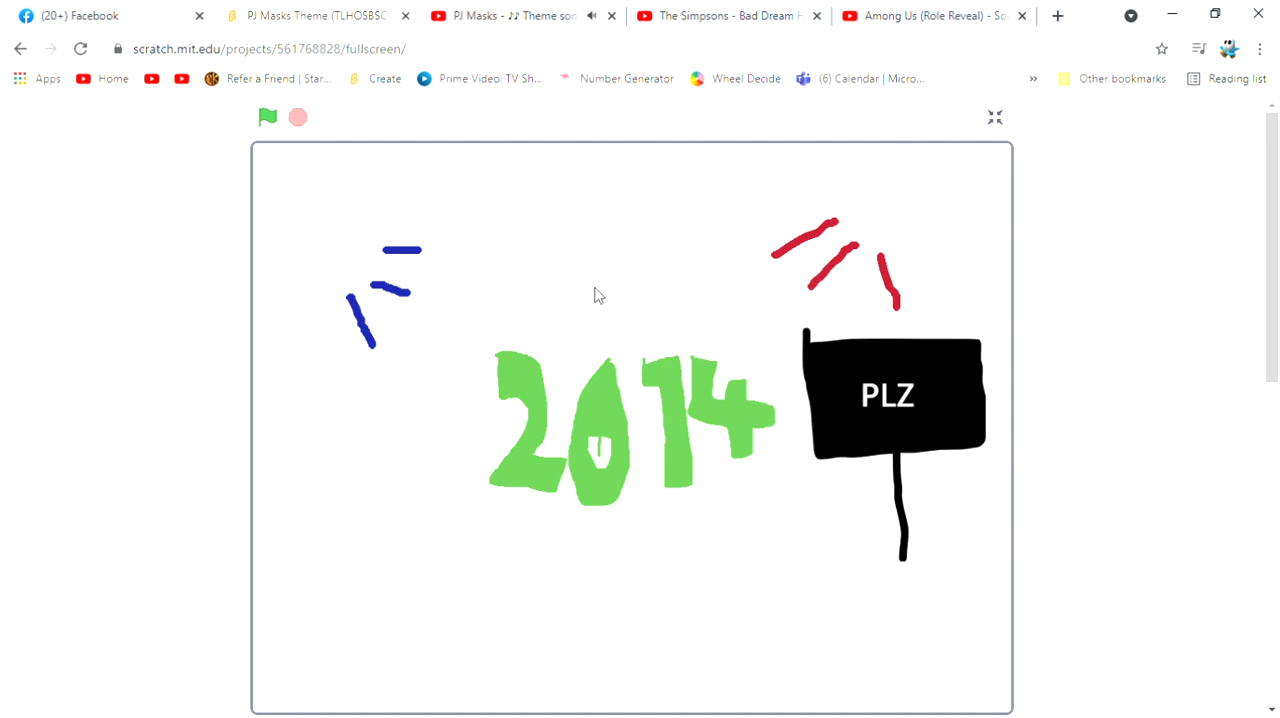 (20+) Facebook
PJ Masks Theme (TLHOSBSC
PJ Masks - ♪♪ Theme son
The Simpsons - Bad Dream H
Among Us (Role Reveal) - So
scratch.mit.edu/projects/561768828/fullscreen/
Apps
Home
Refer a Friend | Star...
Create
Prime Video: TV Sh...
Number Generator
Wheel Decide
(6) Calendar | Micro...
»
Other bookmarks
Reading list
2014
PLZ